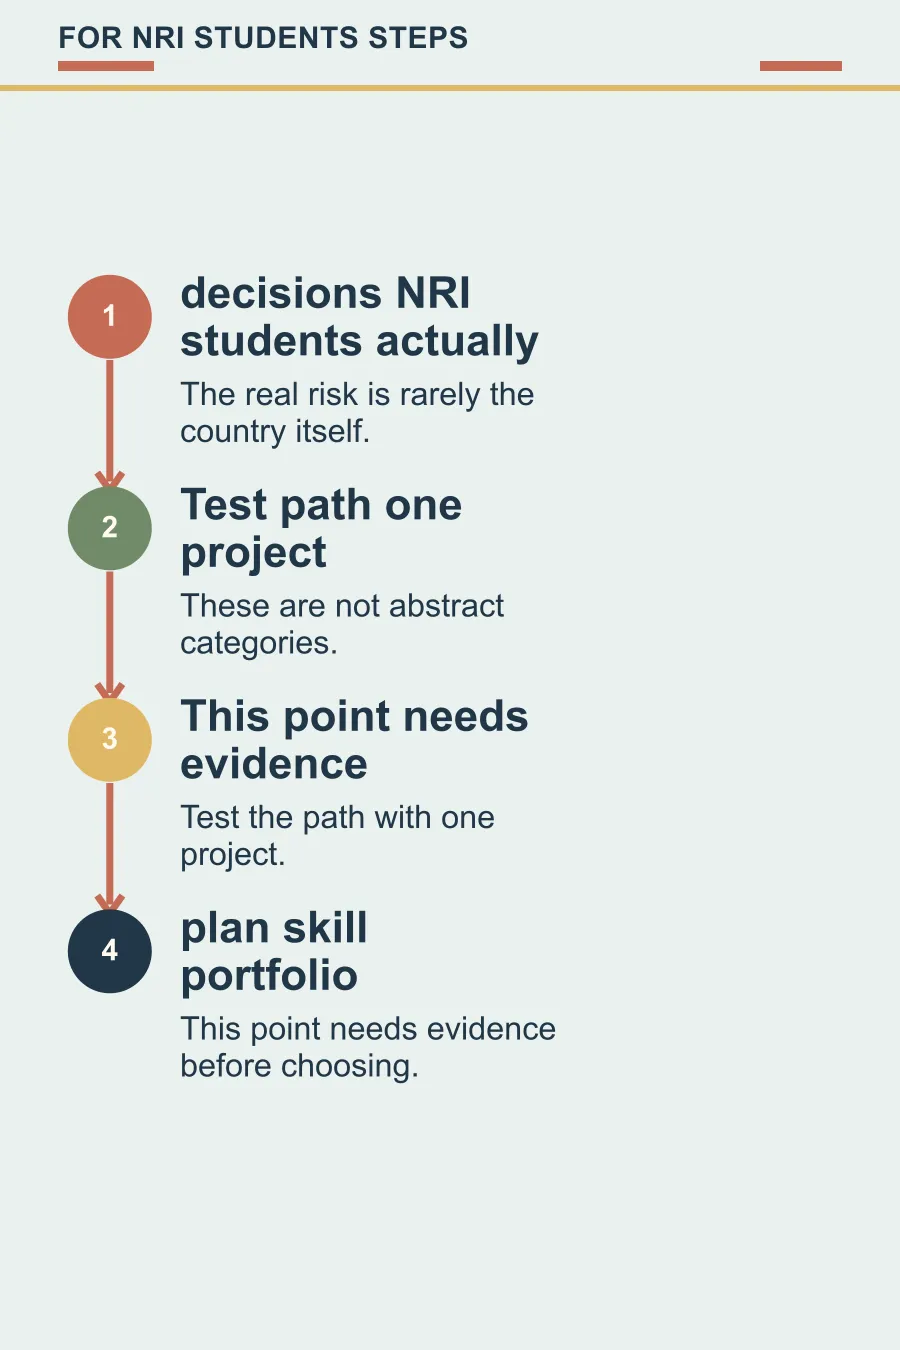 FOR NRI STUDENTS STEPS
1
decisions NRI
students actually
The real risk is rarely the
country itself.
2
Test path one
project
These are not abstract
categories.
3
This point needs
evidence
Test the path with one
project.
4
plan skill
portfolio
This point needs evidence
before choosing.